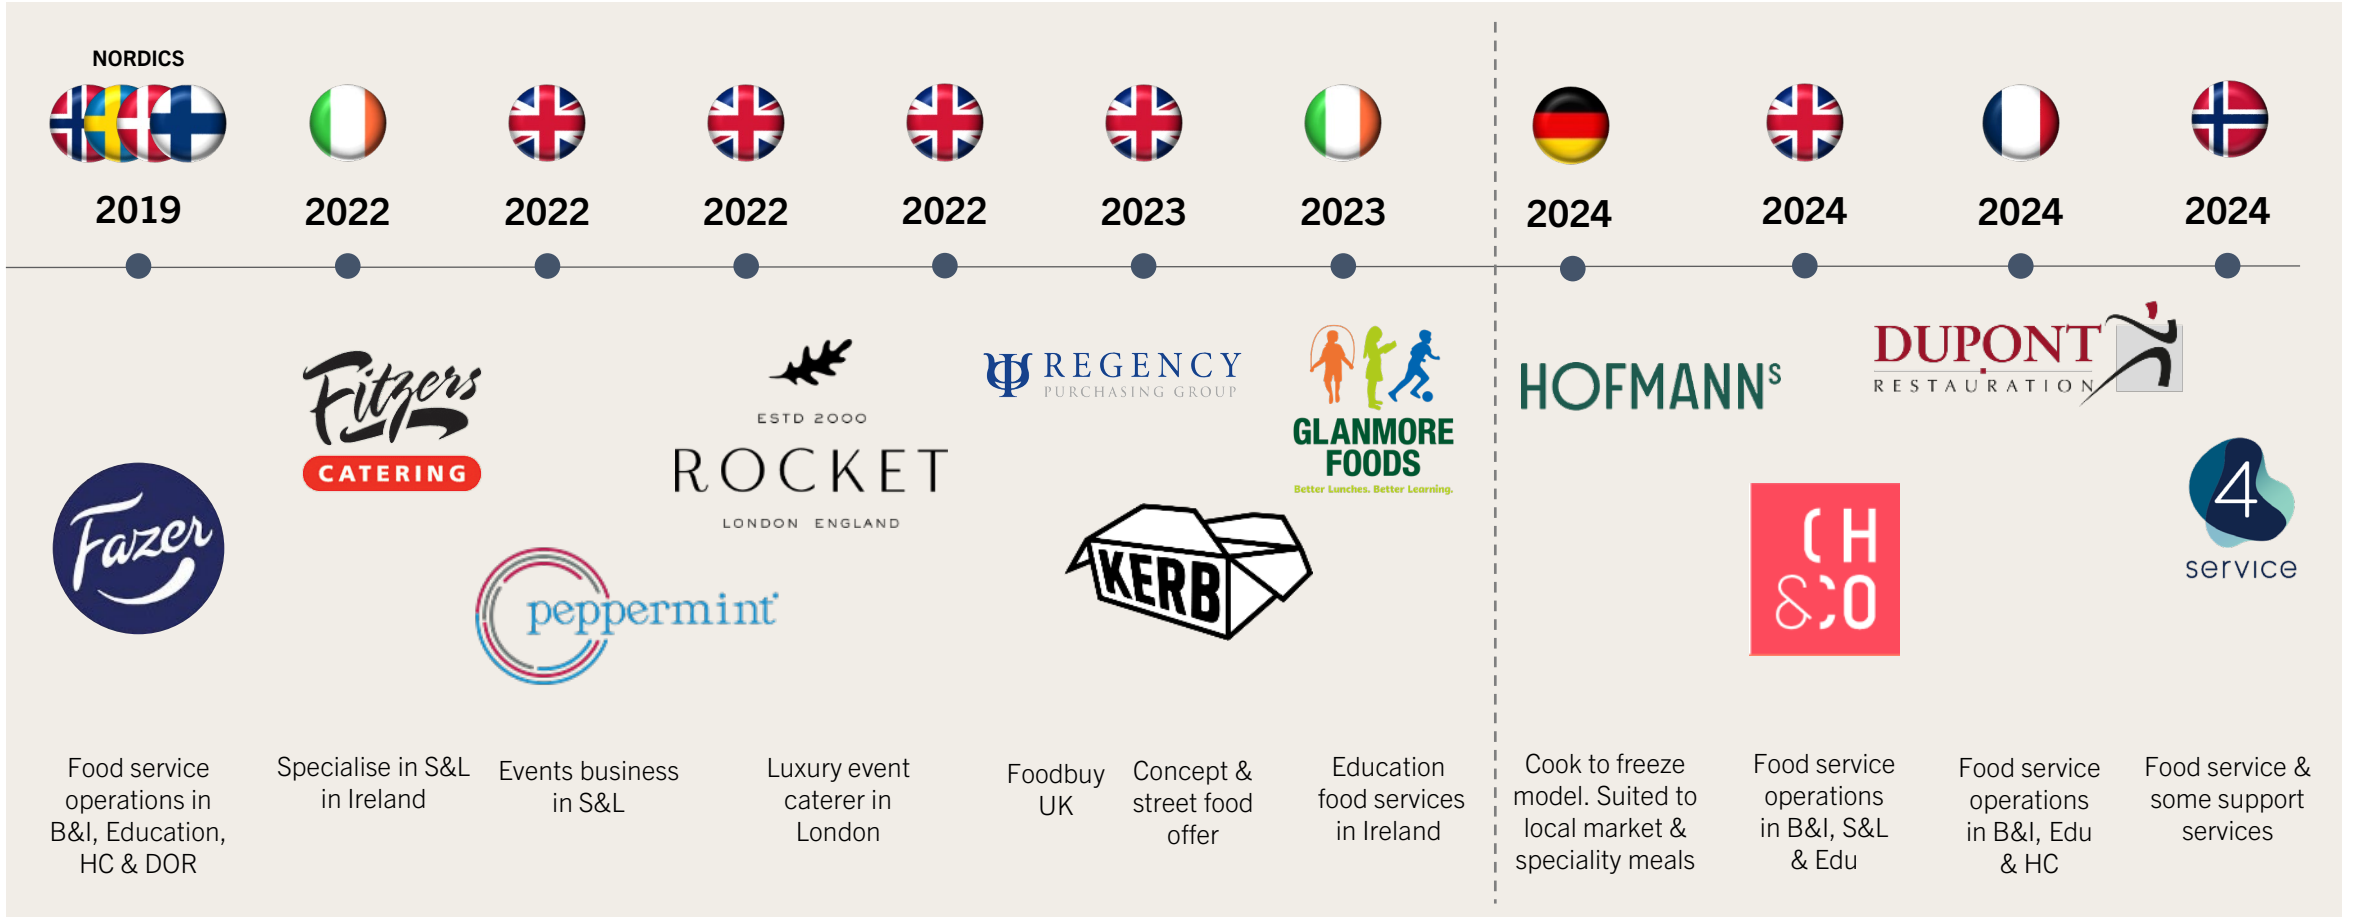 NORDICS
2019
2022
2022
2022
2022
2023
2023
2024
2024
2024
2024
Fazer
Fitzers
CATERING
peppermint
ESTD 2000
ROCKET
LONDON ENGLAND
REGENCY
PURCHASING GROUP
KERB
GLANMORE
FOODS
Better Lunches. Better Learning.
HOFMANNS
CH
&CO
DUPONT
RESTAURATION
4
service
Food service
operations in
B&I, Education,
HC & DOR
Specialise in S&L
in Ireland
Events business
in S&L
Luxury event
caterer in
London
Foodbuy
UK
Concept &
street food
offer
Education
food services
in Ireland
Cook to freeze
model. Suited to
local market &
speciality meals
Food service
operations
in B&I, S&L
& Edu
Food service
operations
in B&I, Edu
& HC
Food service &
some support
services